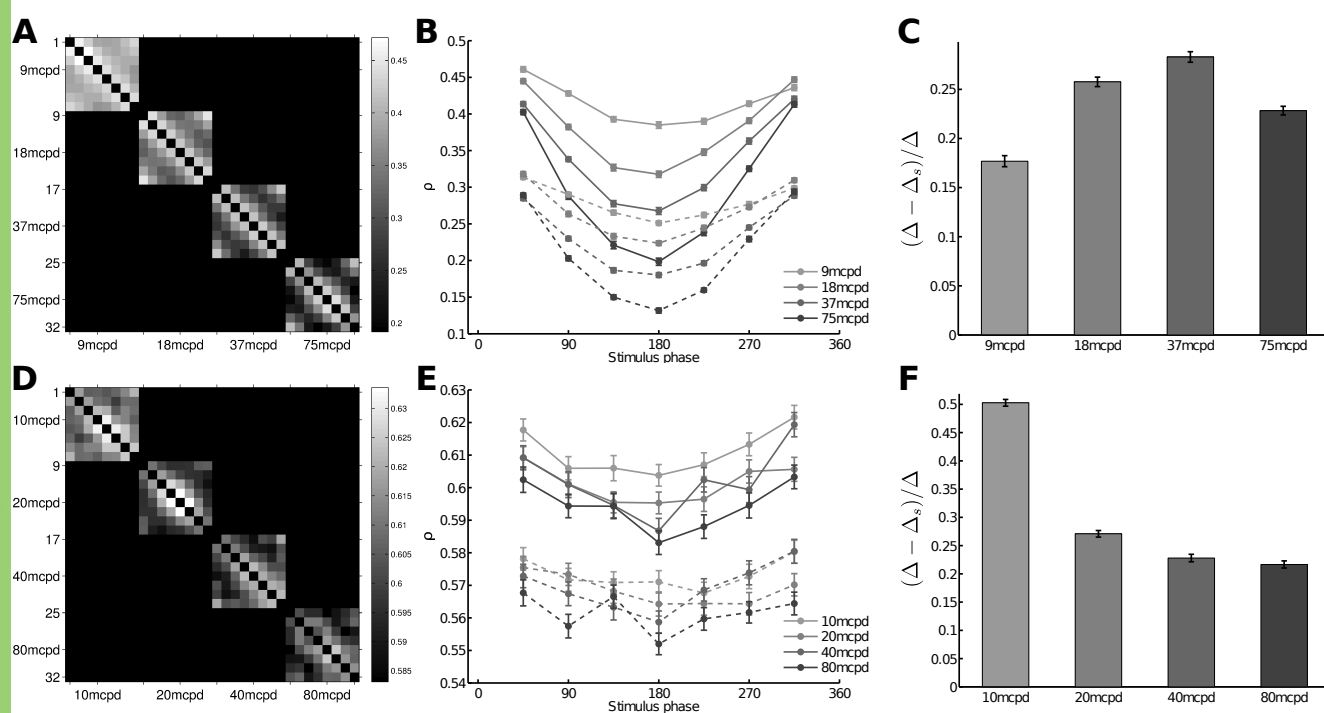 A
1
9mcpd
9
18mcpd
17
37mcpd
25
75mcpd
32
9mcpd 18mcpd 37mcpd 75mcpd
0.45
0.4
0.35
0.3
0.25
0.2
B
0.5
0.45
0.4
0.35
0.3
0.25
0.2
0.15
0.1
ρ
0 90 180 270 360
Stimulus phase
9mcpd
18mcpd
37mcpd
75mcpd
C
0.25
0.2
0.15
0.1
0.05
0
(Δ − Δₛ)/Δ
9mcpd 18mcpd 37mcpd 75mcpd
D
1
10mcpd
9
20mcpd
17
40mcpd
25
80mcpd
32
10mcpd 20mcpd 40mcpd 80mcpd
0.63
0.625
0.62
0.615
0.61
0.605
0.6
0.595
0.59
0.585
E
0.63
0.62
0.61
0.6
0.59
0.58
0.57
0.56
0.55
0.54
ρ
0 90 180 270 360
Stimulus phase
10mcpd
20mcpd
40mcpd
80mcpd
F
0.5
0.45
0.4
0.35
0.3
0.25
0.2
0.15
0.1
0.05
0
(Δ − Δₛ)/Δ
10mcpd 20mcpd 40mcpd 80mcpd